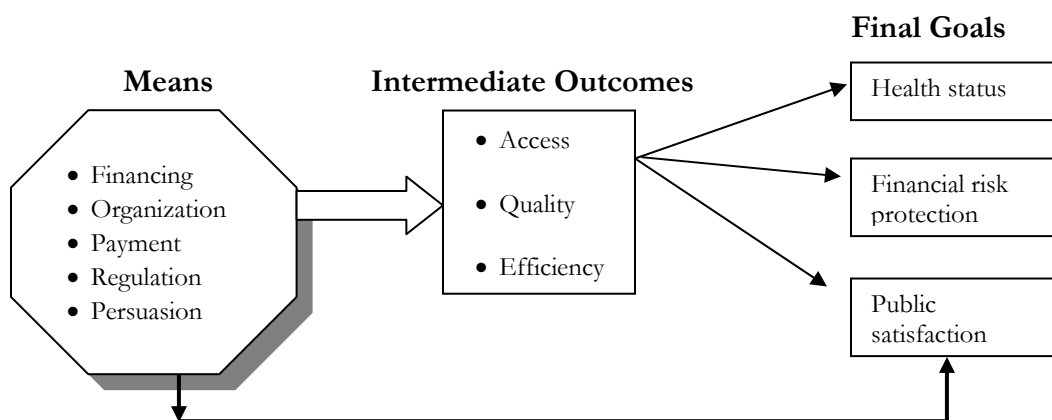 Means
• Financing
• Organization
• Payment
• Regulation
• Persuasion
Intermediate Outcomes
• Access
• Quality
• Efficiency
Final Goals
Health status
Financial risk
protection
Public
satisfaction